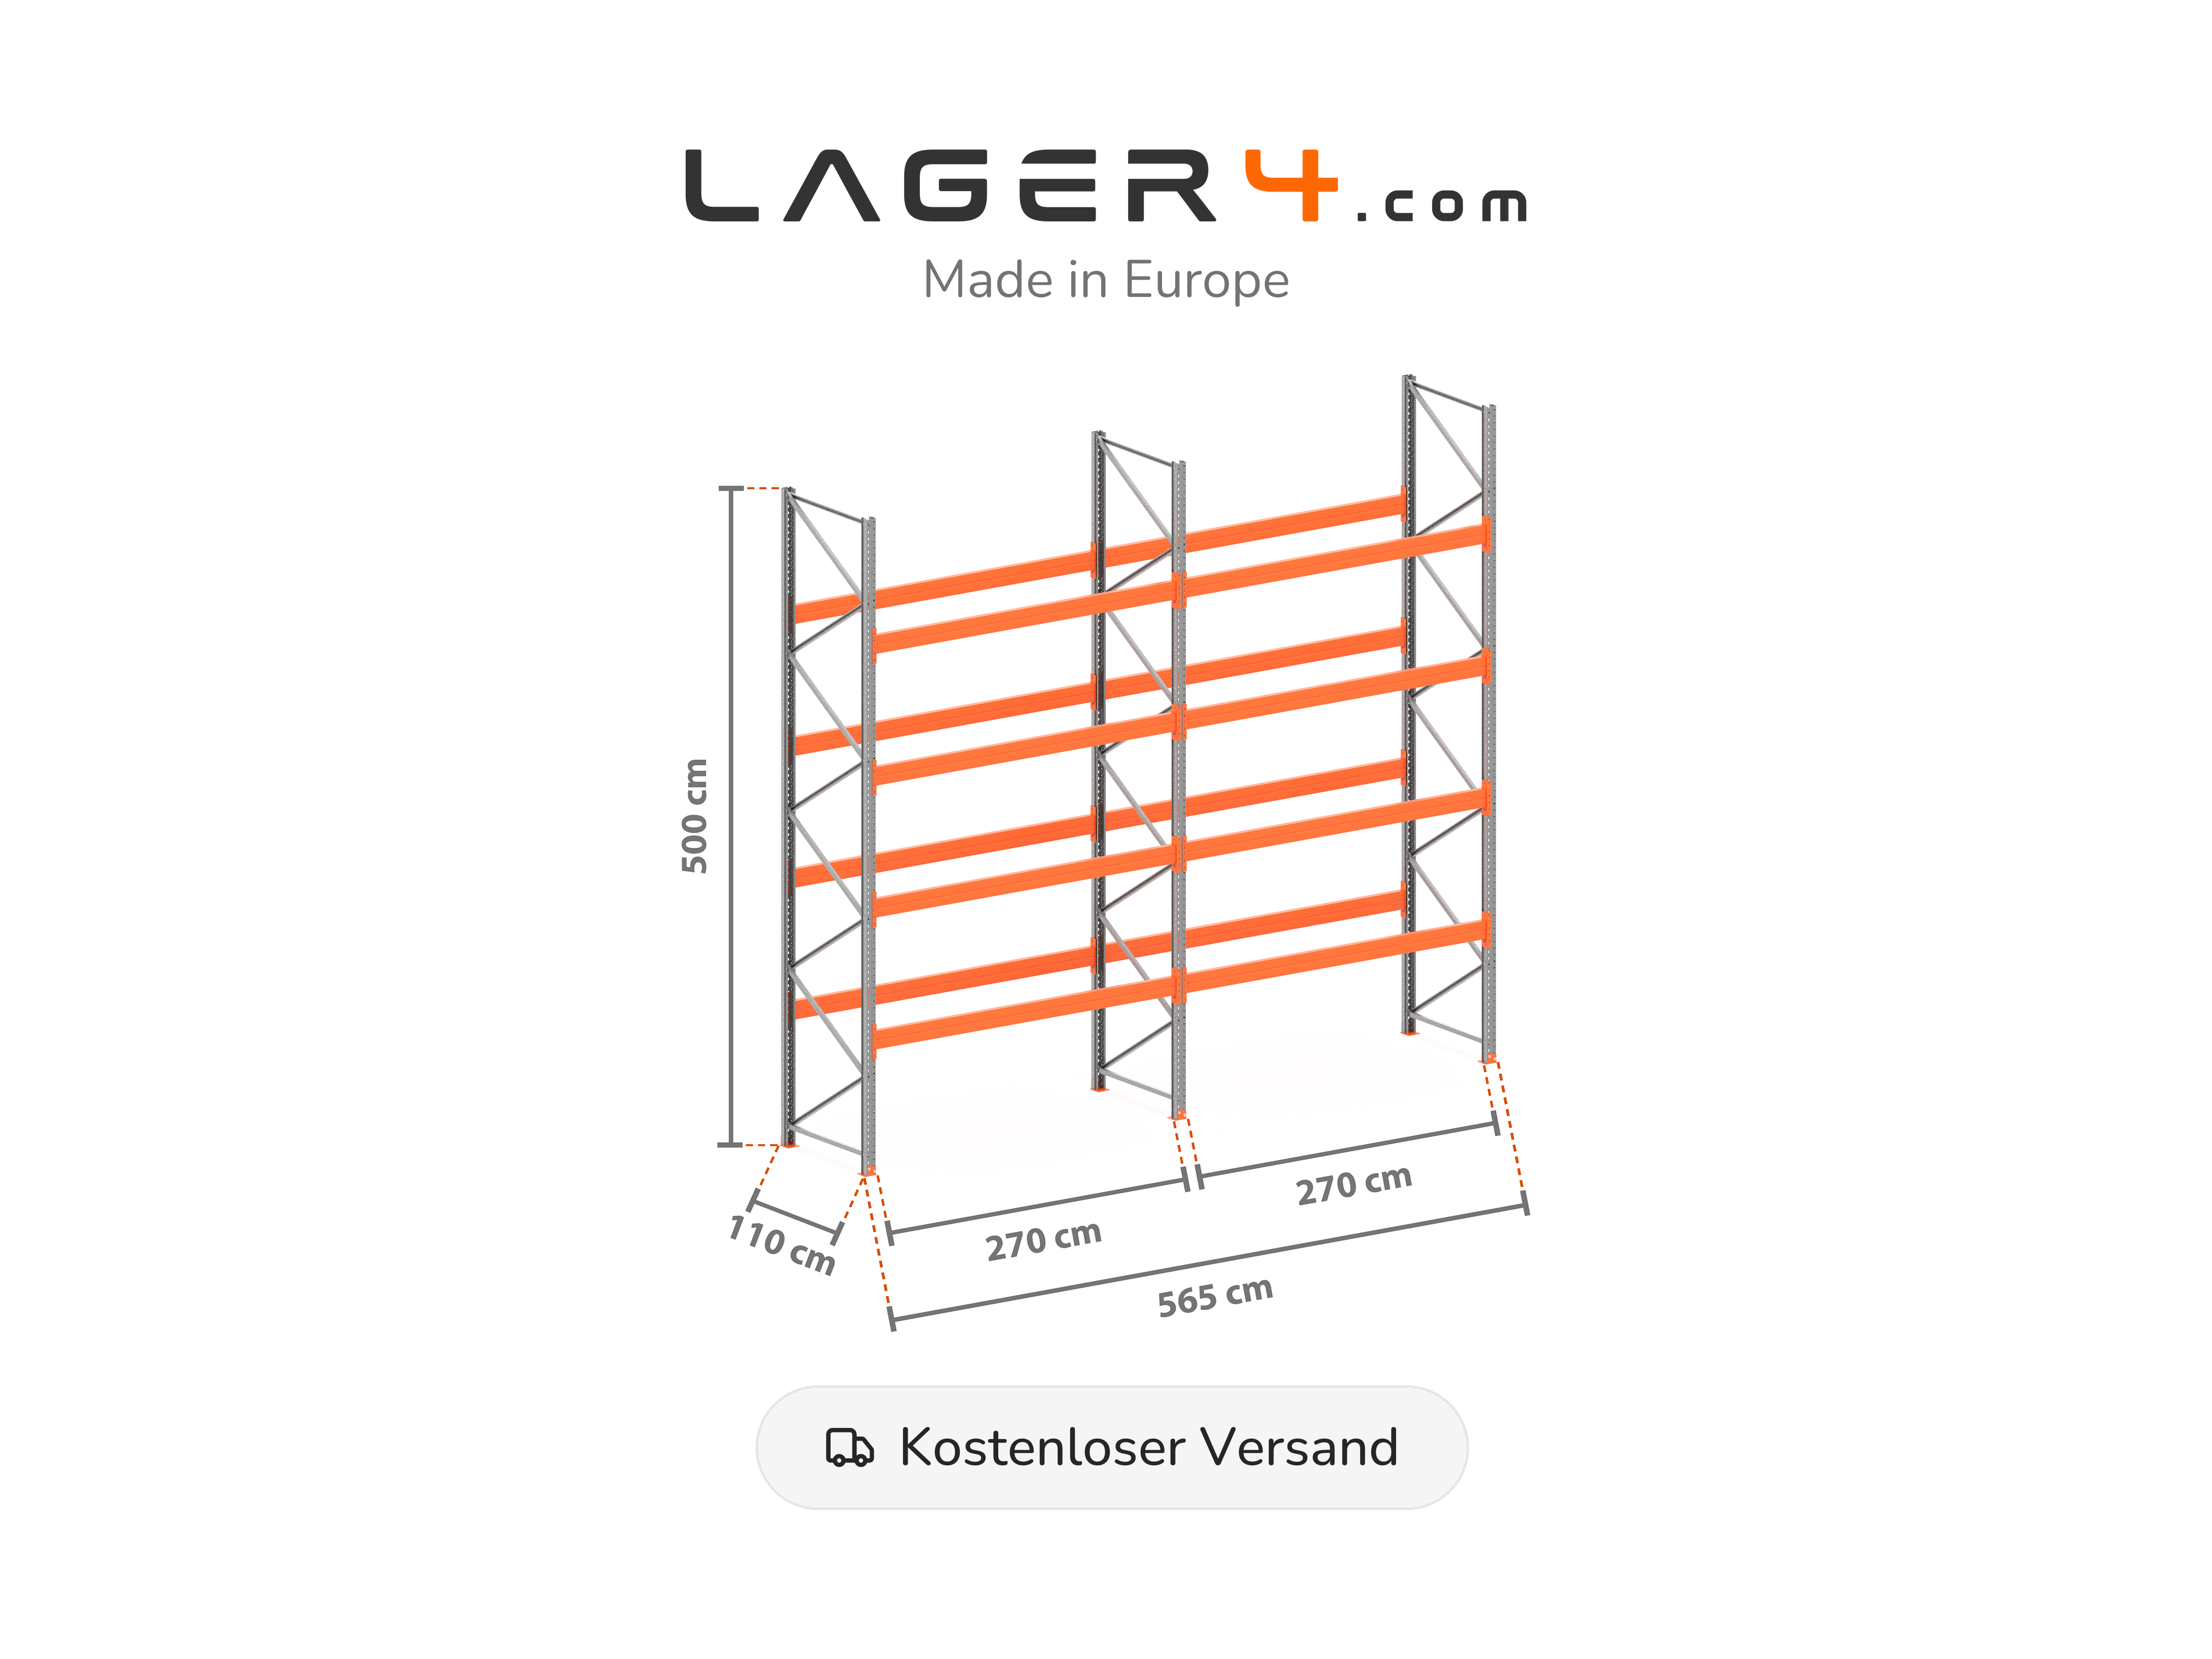 LAGER4.com
Made in Europe
500 cm
110 cm
270 cm
270 cm
565 cm
Kostenloser Versand